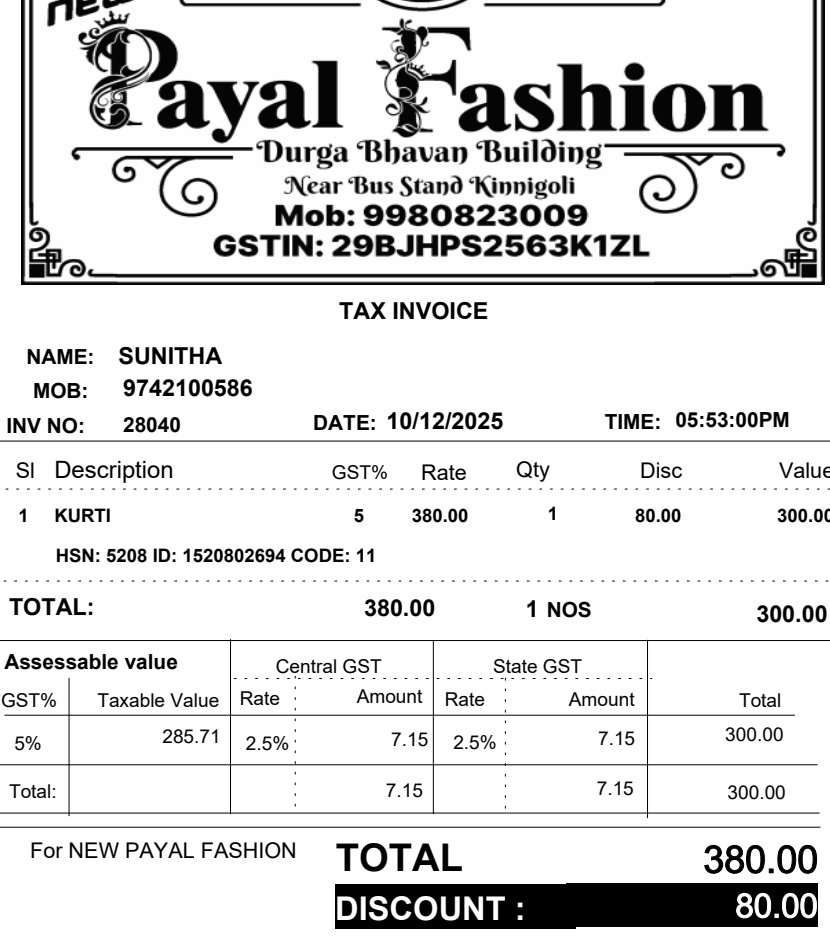 new
Payal Fashion
Durga Bhavan Building
Near Bus Stand Kinnigoli
Mob: 9980823009
GSTIN: 29BJHPS2563K1ZL
TAX INVOICE
NAME: SUNITHA
MOB: 9742100586
INV NO: 28040 DATE: 10/12/2025 TIME: 05:53:00PM
Sl Description GST% Rate Qty Disc Value
1 KURTI 5 380.00 1 80.00 300.00
HSN: 5208 ID: 1520802694 CODE: 11
TOTAL: 380.00 1 NOS 300.00
Assessable value Central GST State GST
GST% Taxable Value Rate Amount Rate Amount Total
5% 285.71 2.5% 7.15 2.5% 7.15 300.00
Total: 7.15 7.15 300.00
For NEW PAYAL FASHION TOTAL 380.00
DISCOUNT : 80.00